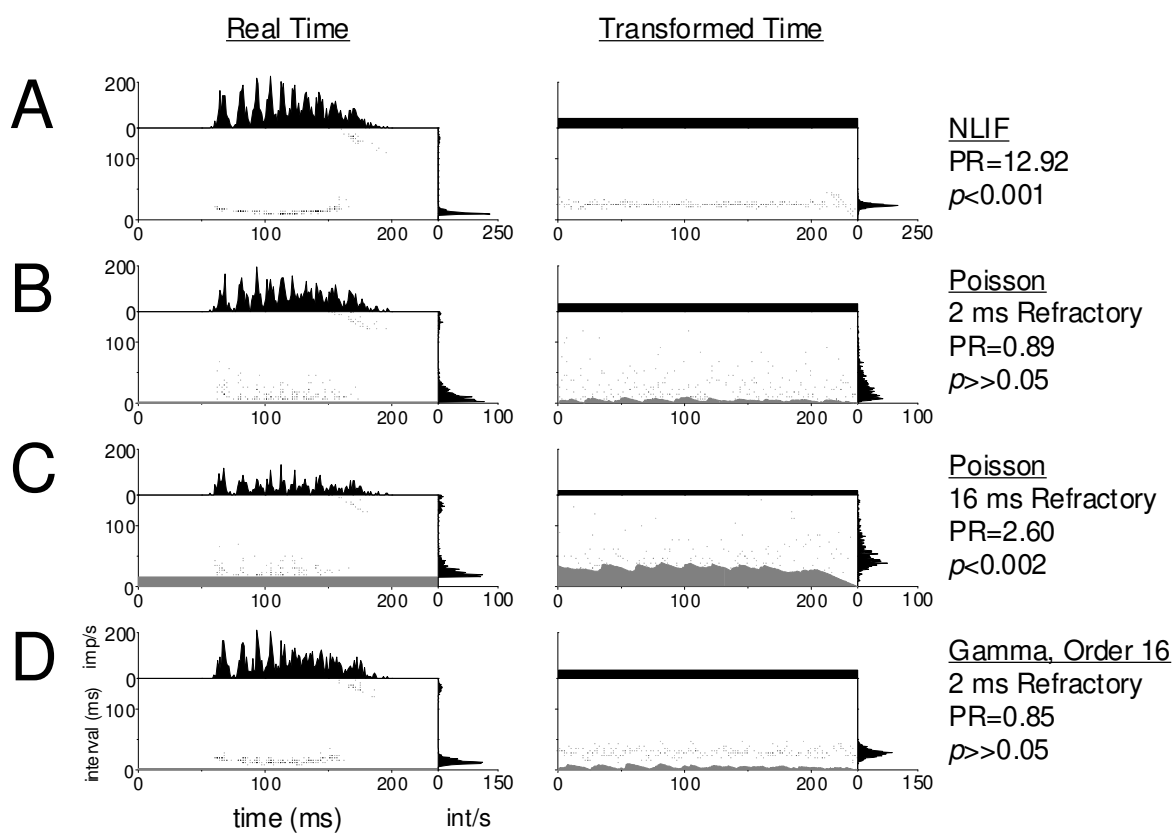 Real Time
Transformed Time
A
200
0
100
0
0
100
200
0
250
0
100
200
0
250
NLIF
PR=12.92
p<0.001
B
200
0
100
0
0
100
200
0
100
0
100
200
0
100
Poisson
2 ms Refractory
PR=0.89
p>>0.05
C
200
0
100
0
0
100
200
0
100
0
100
200
0
100
Poisson
16 ms Refractory
PR=2.60
p<0.002
D
imp/s
interval (ms)
200
0
100
0
0
100
200
0
150
0
100
200
0
150
Gamma, Order 16
2 ms Refractory
PR=0.85
p>>0.05
time (ms)
int/s